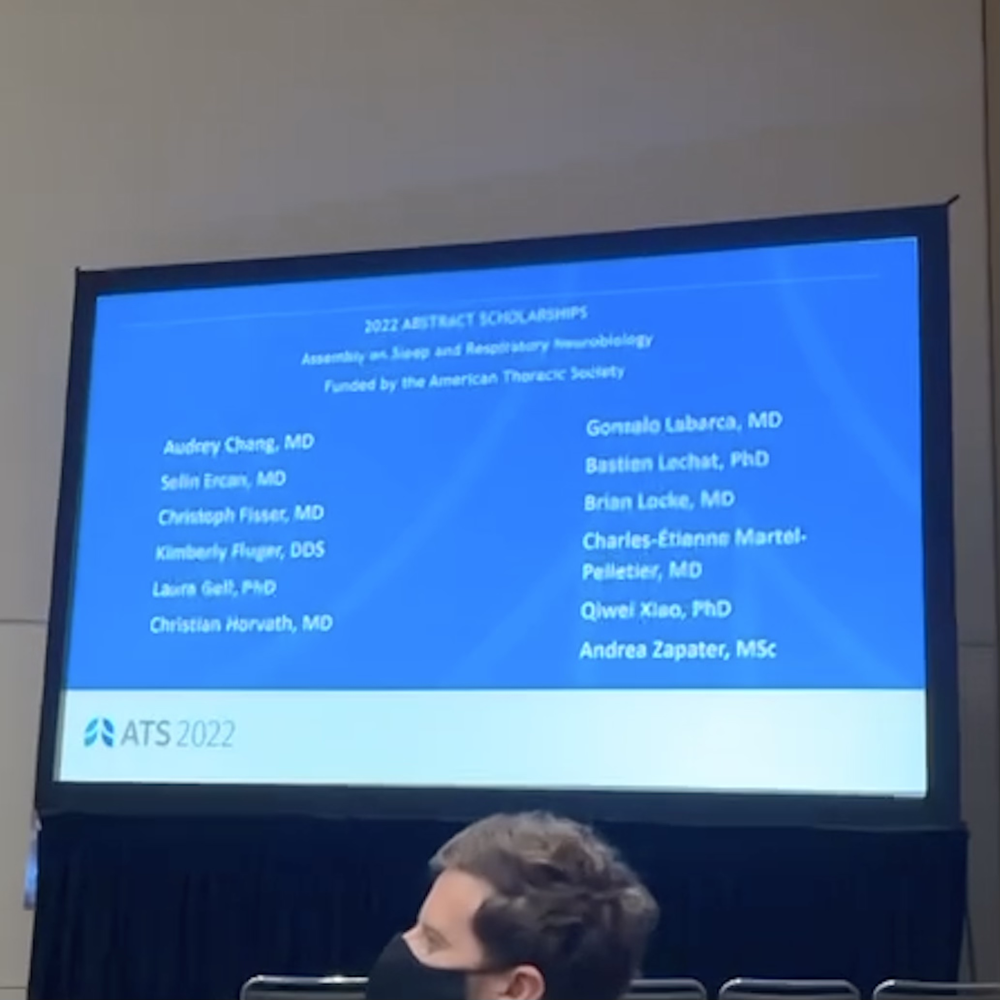 2022 ABSTRACT SCHOLARSHIPS
Assembly on Sleep and Respiratory Neurobiology
Funded by the American Thoracic Society
Audrey Chang, MD
Selin Ercan, MD
Christoph Fisser, MD
Kimberly Fluger, DDS
Laura Gell, PhD
Christian Horvath, MD
Gonzalo Labarca, MD
Bastien Lechat, PhD
Brian Locke, MD
Charles-Étienne Martel-
Pelletier, MD
Qiwei Xiao, PhD
Andrea Zapater, MSc
ATS 2022